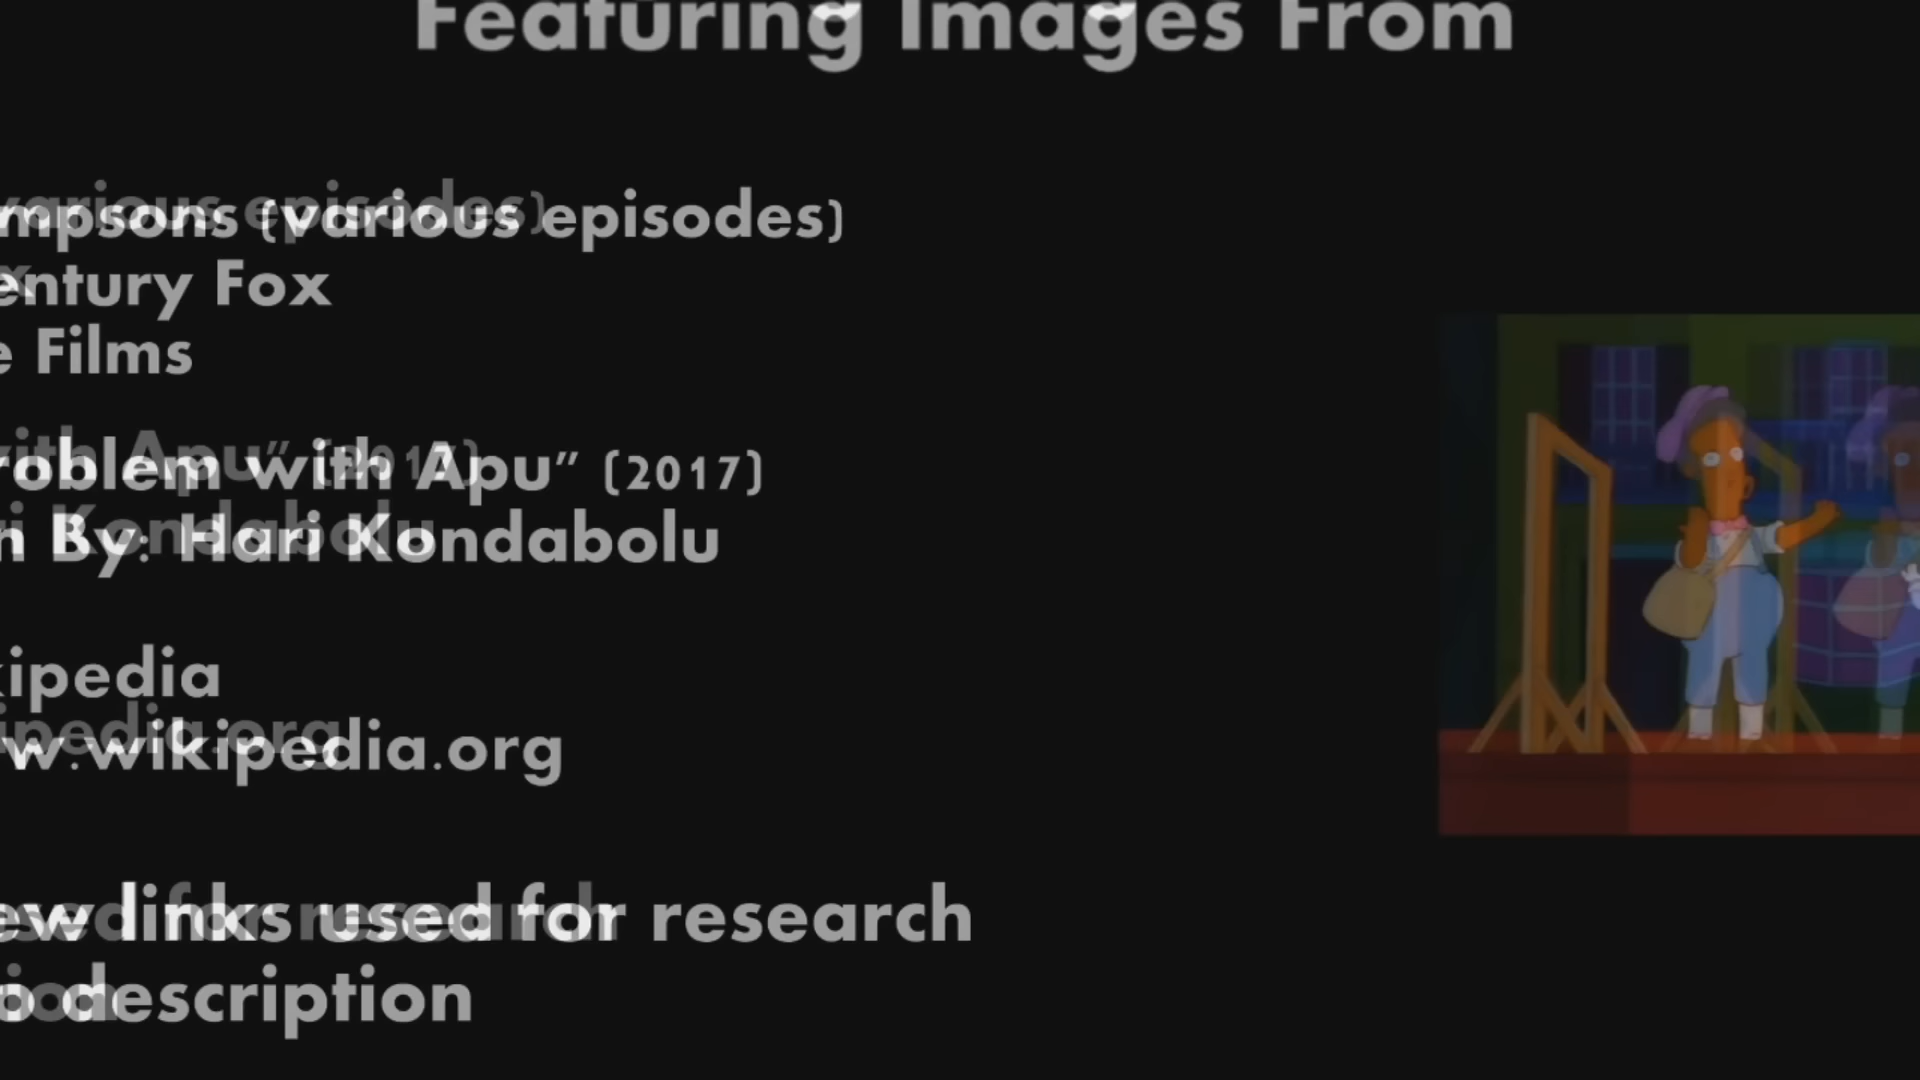 Featuring Images From
mpsons (various episodes)
entury Fox
e Films
roblem with Apu” (2017)
n By: Hari Kondabolu
kipedia
w.wikipedia.org
ew links used for research
o description